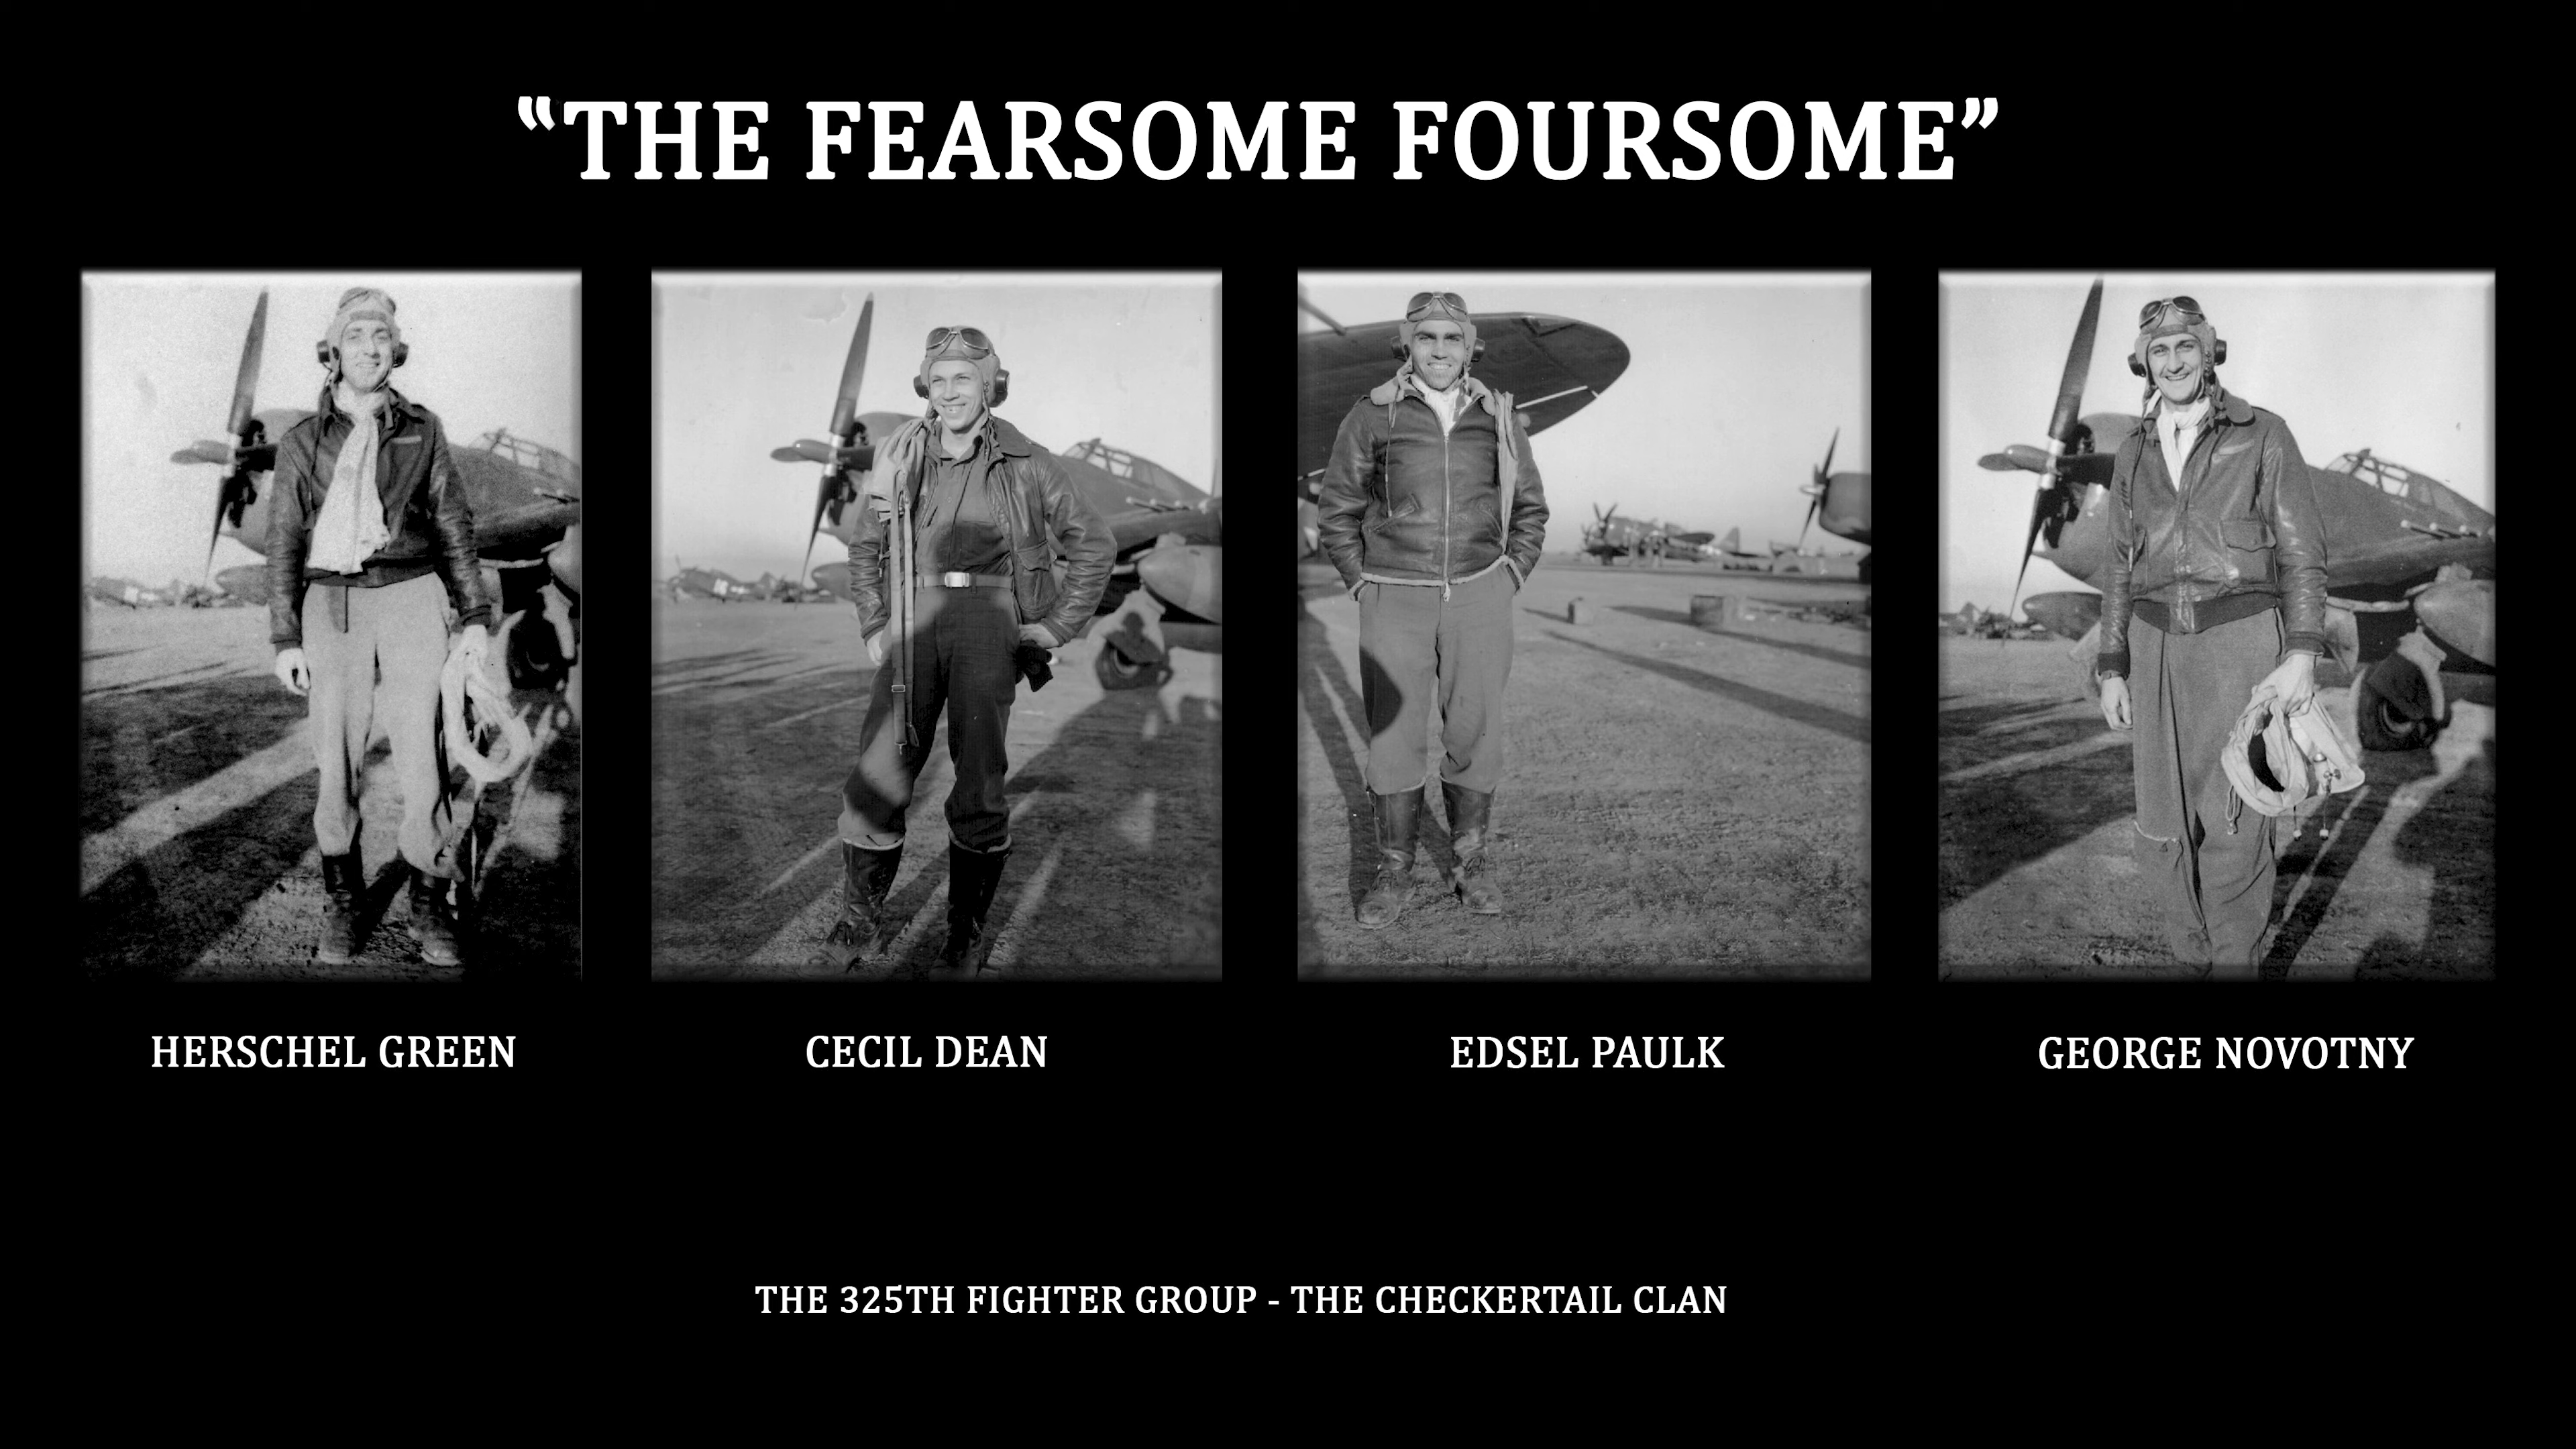 “THE FEARSOME FOURSOME”
HERSCHEL GREEN
CECIL DEAN
EDSEL PAULK
GEORGE NOVOTNY
THE 325TH FIGHTER GROUP - THE CHECKERTAIL CLAN